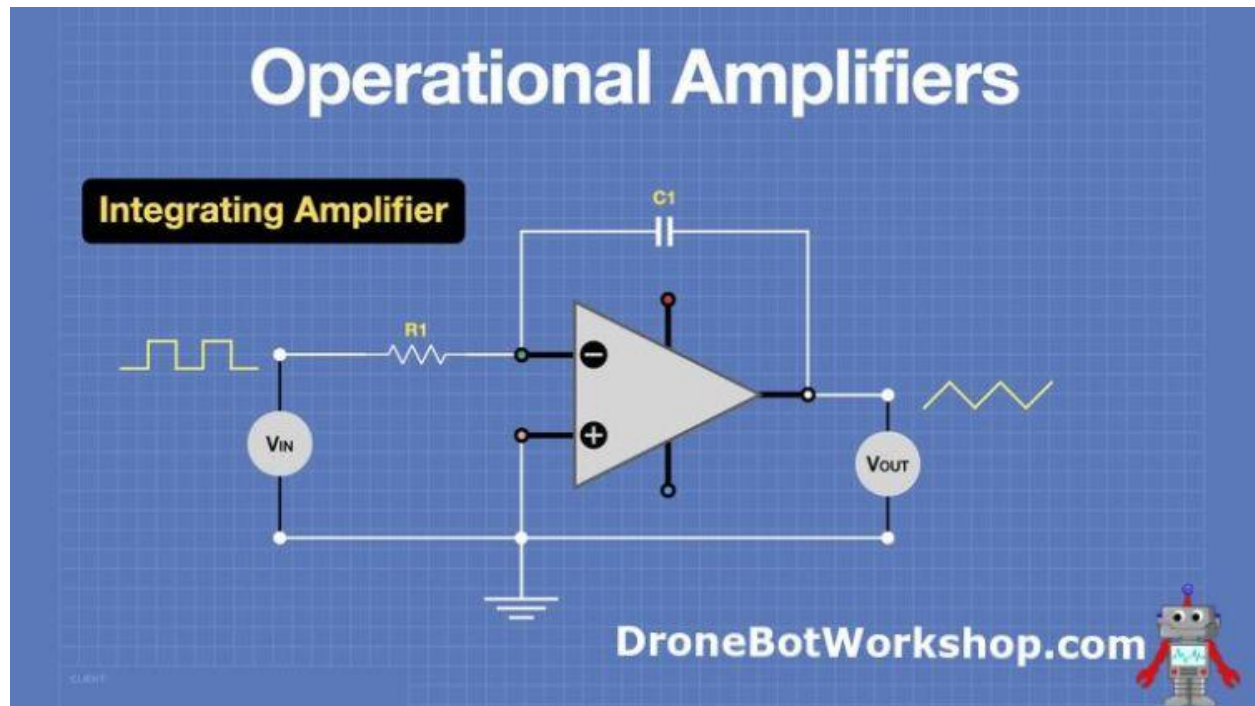 Operational Amplifiers
Integrating Amplifier
C1
R1
−
+
VIN
VOUT
DroneBotWorkshop.com